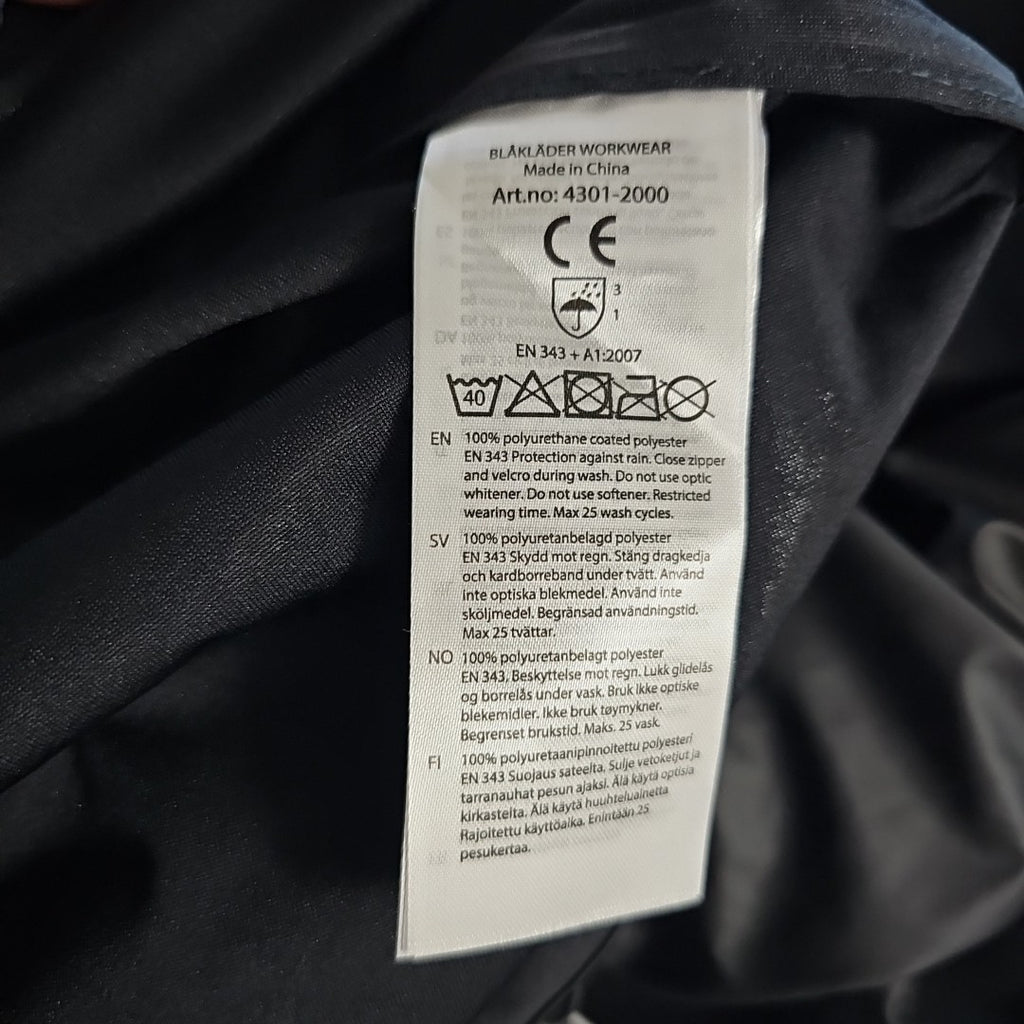 BLÅKLÄDER WORKWEAR
Made in China
Art.no: 4301-2000
CE
3
1
EN 343 + A1:2007
40
EN 100% polyurethane coated polyester
EN 343 Protection against rain. Close zipper
and velcro during wash. Do not use optic
whitener. Do not use softener. Restricted
wearing time. Max 25 wash cycles.
SV 100% polyuretanbelagd polyester
EN 343 Skydd mot regn. Stäng dragkedja
och kardborreband under tvätt. Använd
inte optiska blekmedel. Använd inte
sköljmedel. Begränsad användningstid.
Max 25 tvättar.
NO 100% polyuretanbelagt polyester
EN 343, Beskyttelse mot regn. Lukk glidelås
og borrelås under vask. Bruk ikke optiske
blekemidler. Ikke bruk tøymykner.
Begrenset brukstid. Maks. 25 vask.
FI 100% polyuretaanipinnoitettu polyesteri
EN 343 Suojaus sateelta. Sulje vetoketjut ja
tarranauhat pesun ajaksi. Älä käytä optisia
kirkasteita. Älä käytä huuhteluainetta
Rajoitettu käyttöaika. Enintään 25
pesukertaa.